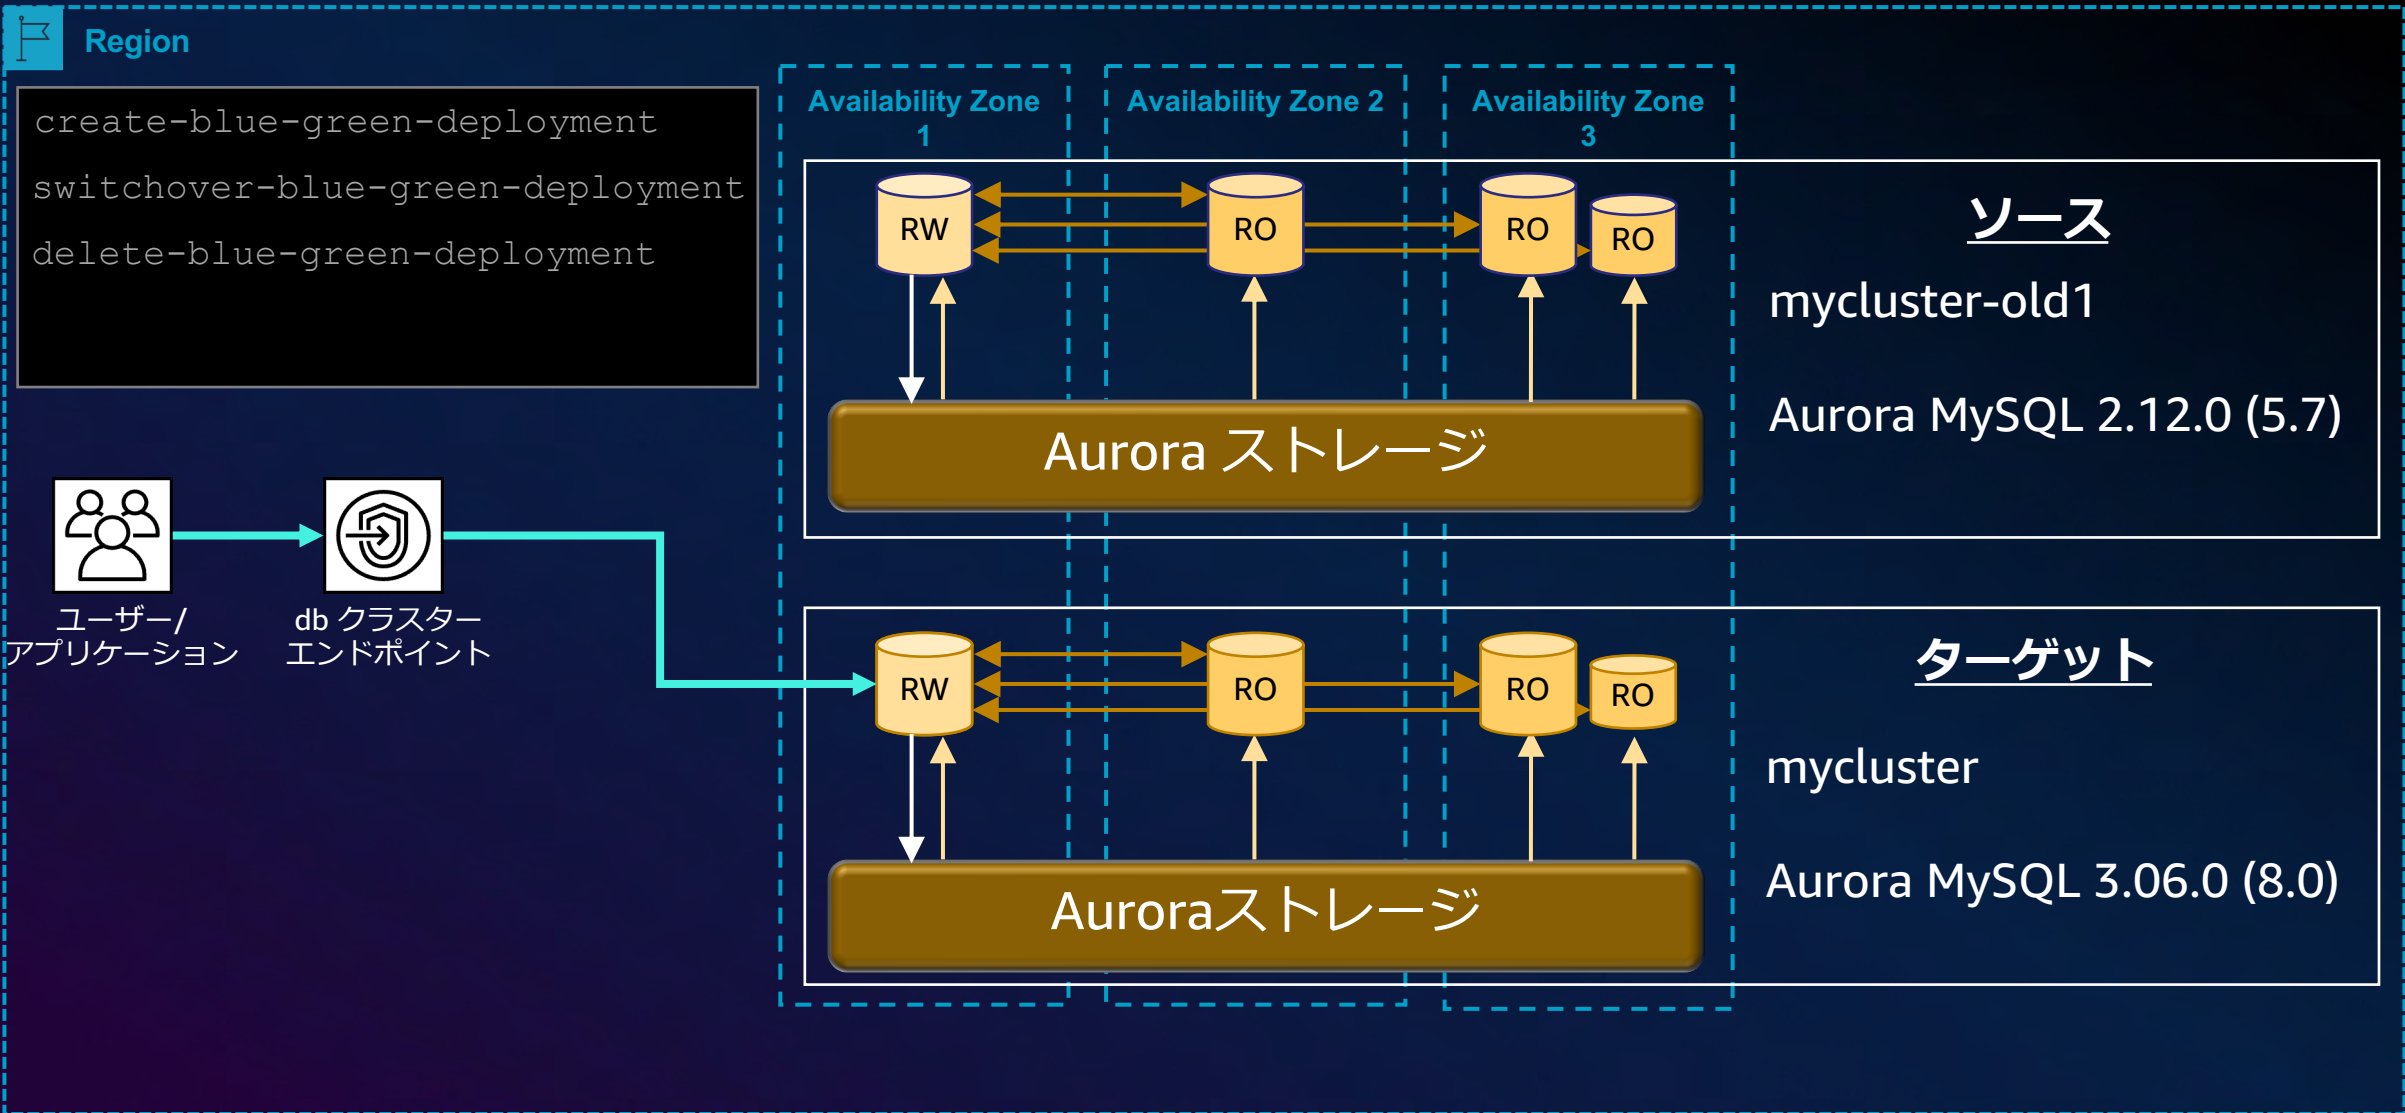 Region
create-blue-green-deployment
switchover-blue-green-deployment
delete-blue-green-deployment
Availability Zone
1
Availability Zone 2
Availability Zone
3
RW
RO
RO
RO
Aurora ストレージ
ソース
mycluster-old1
Aurora MySQL 2.12.0 (5.7)
ユーザー/
アプリケーション
db クラスター
エンドポイント
RW
RO
RO
RO
Auroraストレージ
ターゲット
mycluster
Aurora MySQL 3.06.0 (8.0)